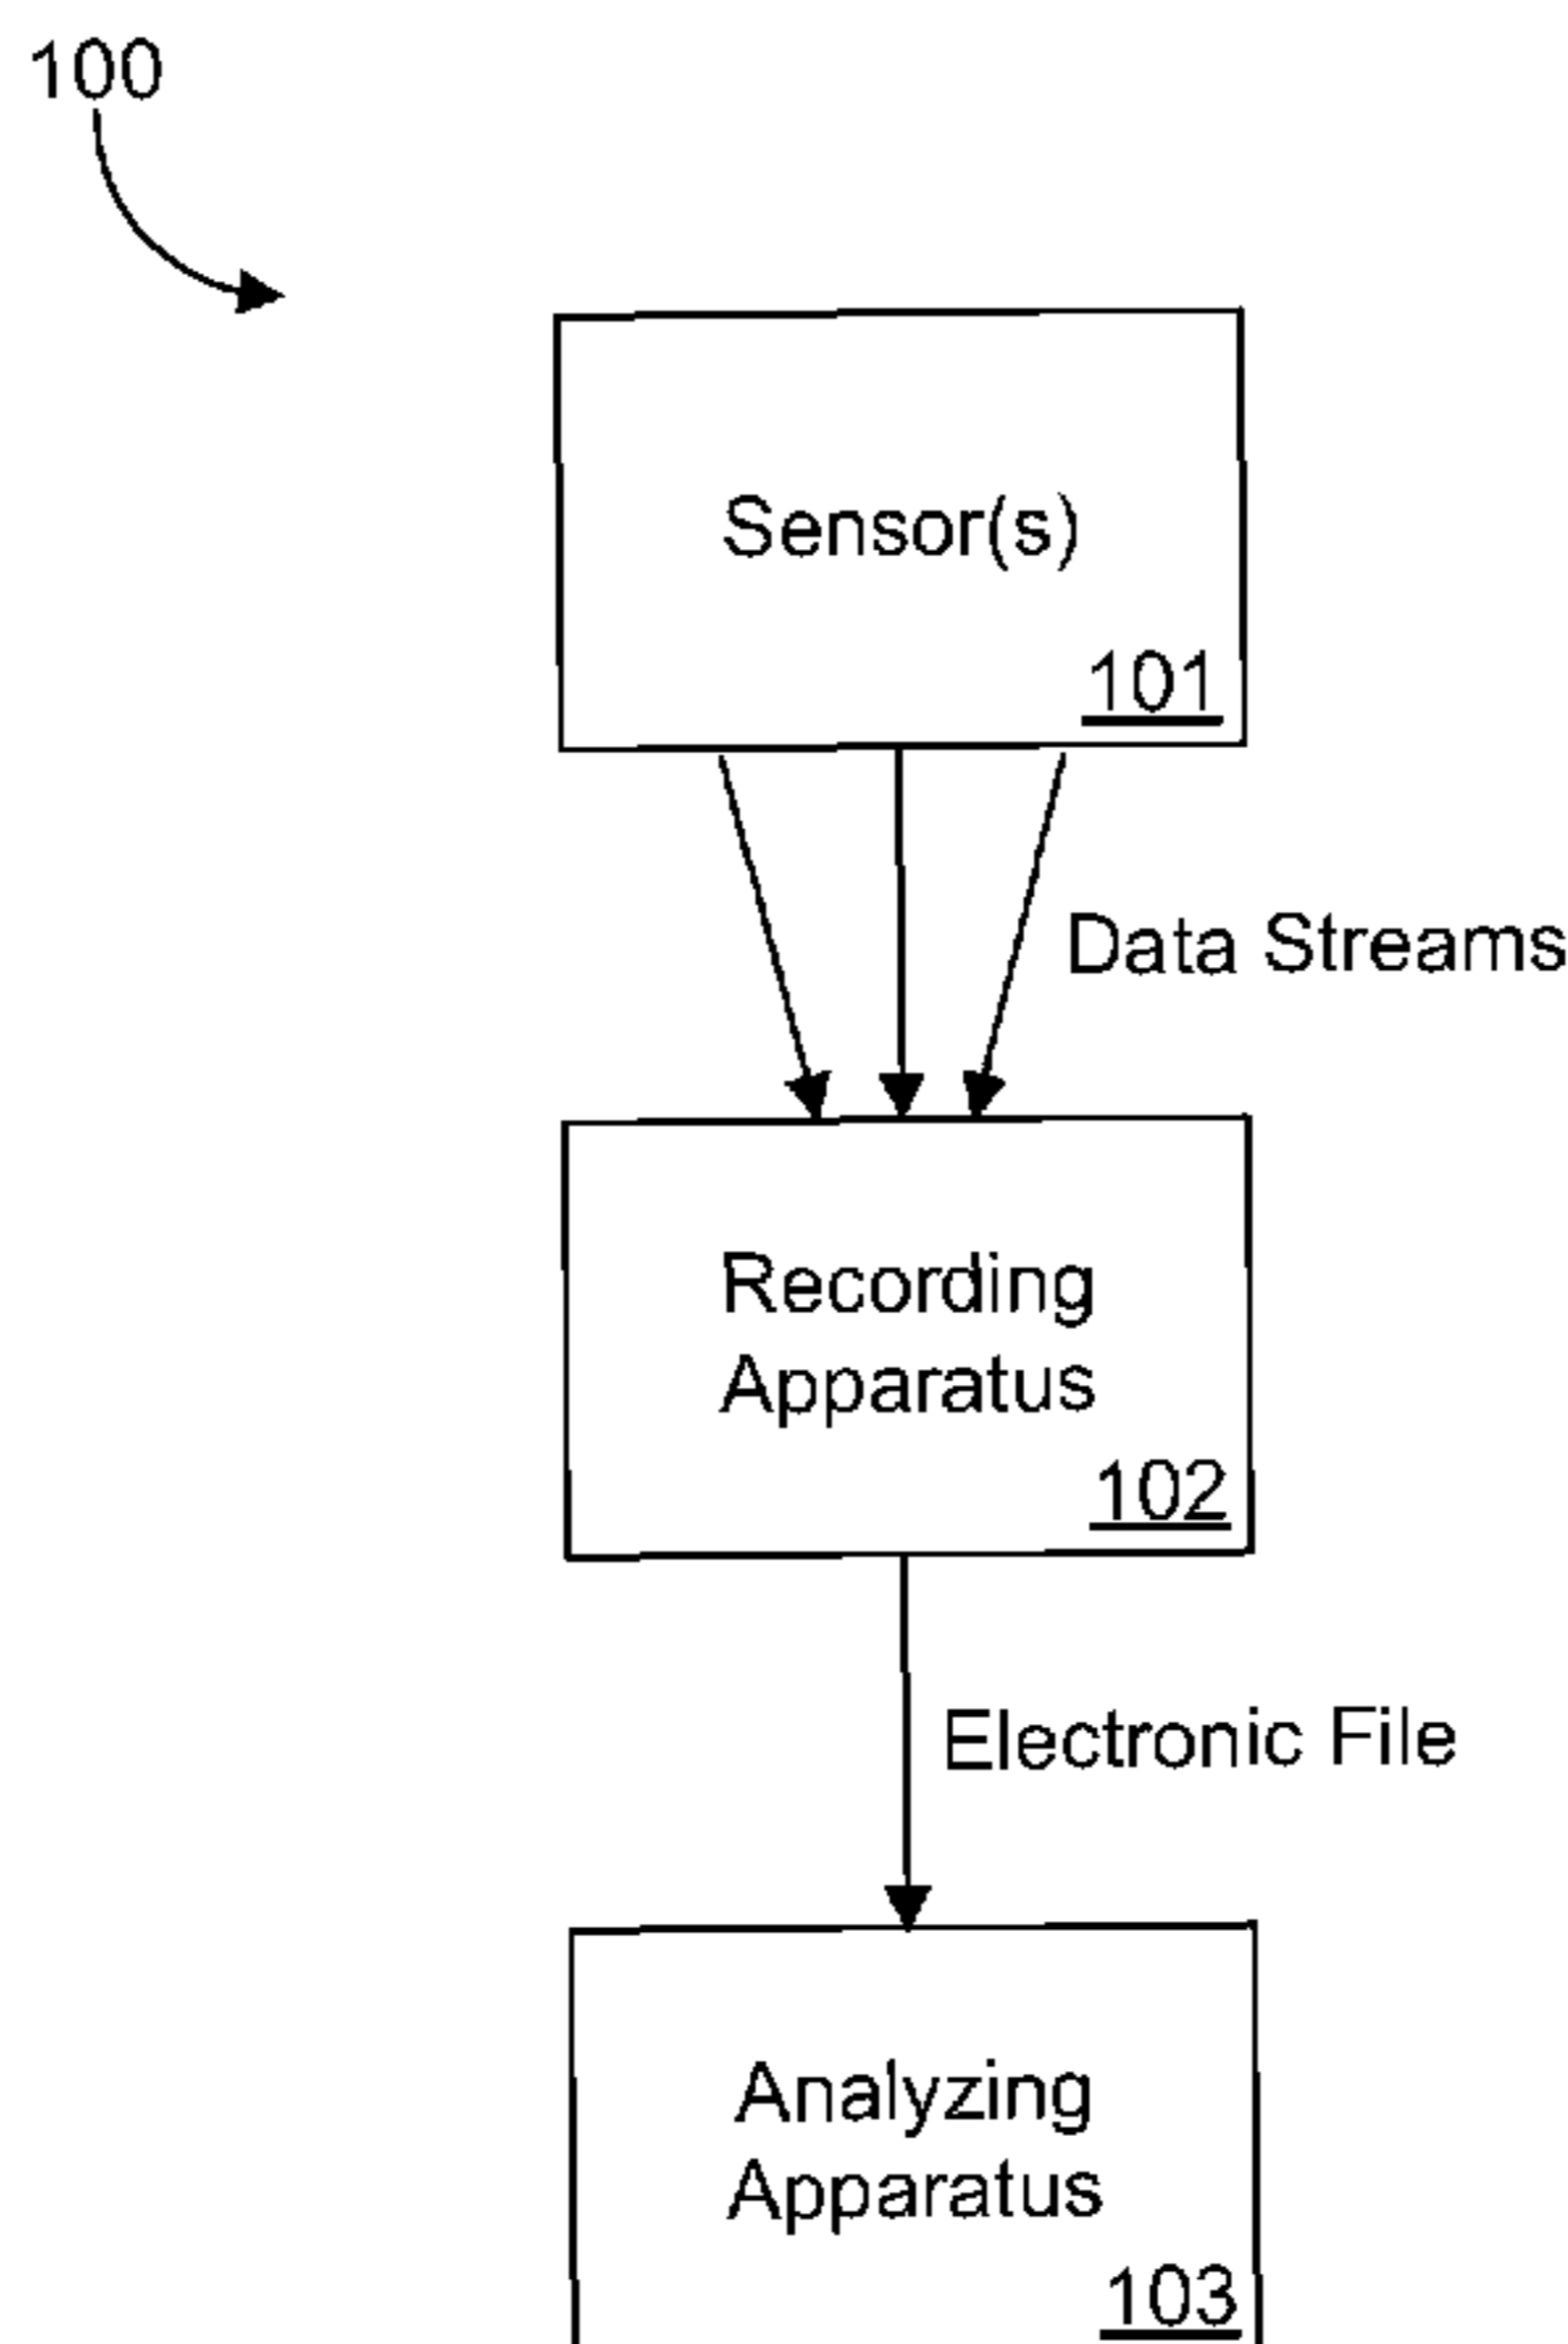 100
Sensor(s)
101
Data Streams
Recording
Apparatus
102
Electronic File
Analyzing
Apparatus
103